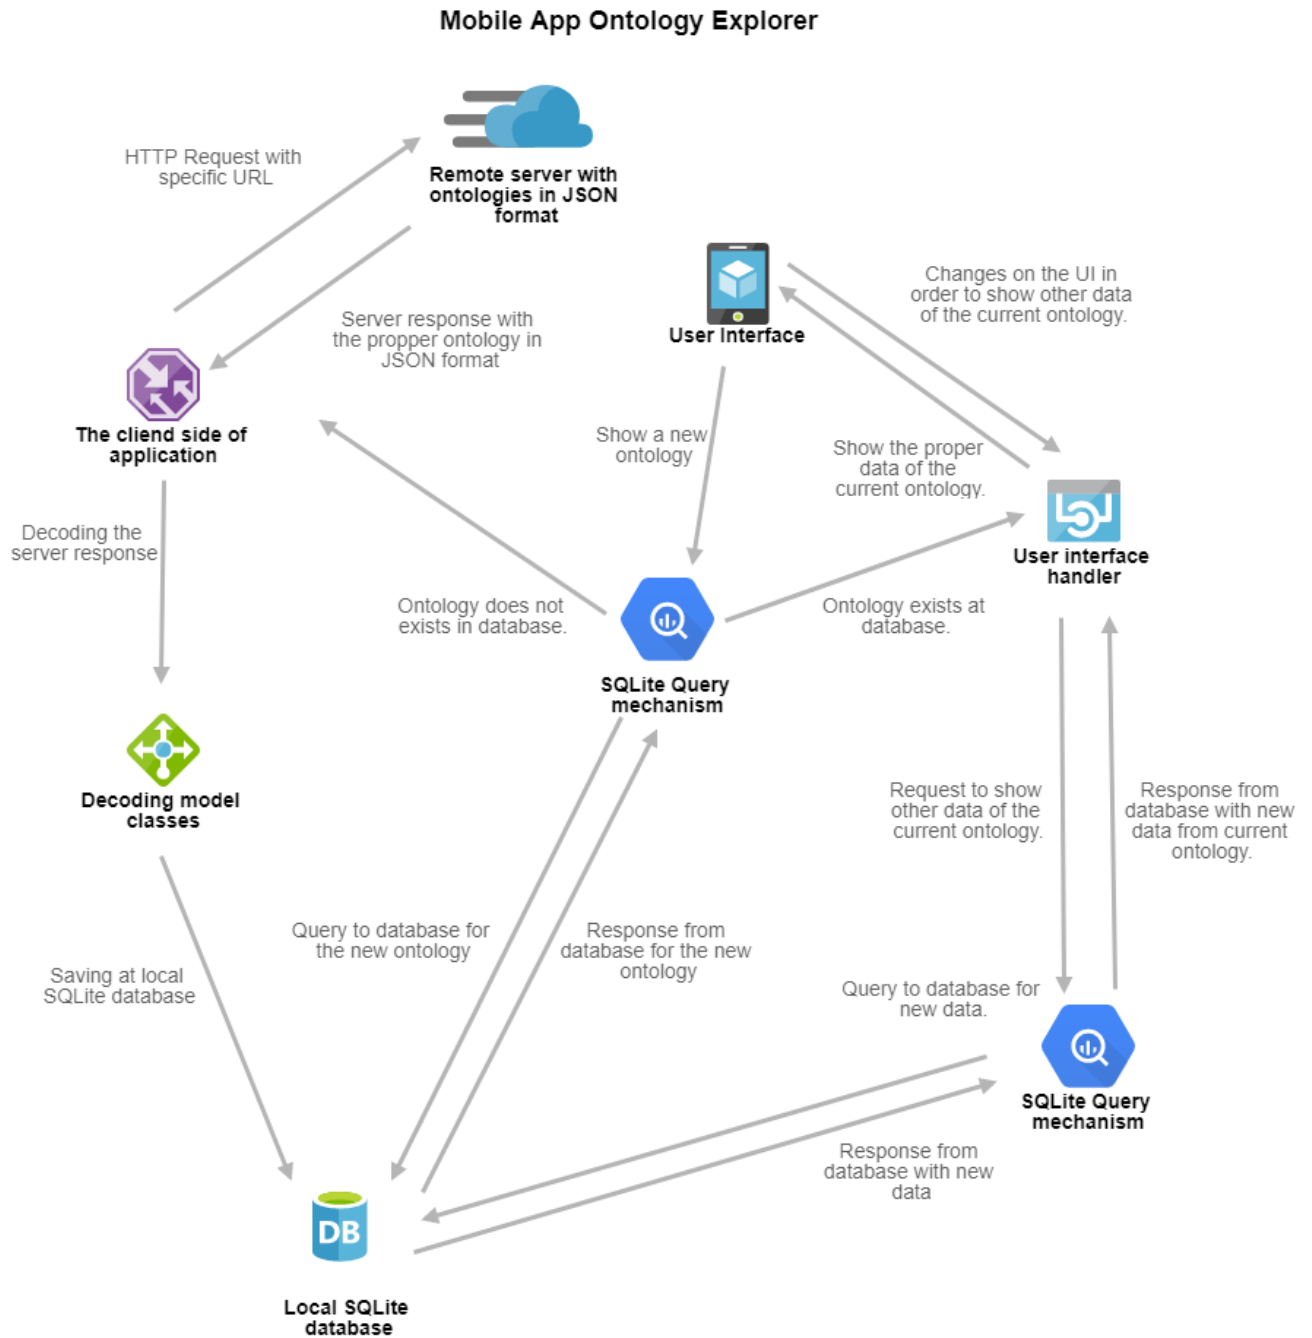 Mobile App Ontology Explorer
HTTP Request with
specific URL
Remote server with
ontologies in JSON
format
Server response with
the propper ontology in
JSON format
User Interface
Changes on the UI in
order to show other data
of the current ontology.
The cliend side of
application
Show a new
ontology
Show the proper
data of the
current ontology.
User interface
handler
Decoding the
server response
Ontology does not
exists in database.
Ontology exists at
database.
SQLite Query
mechanism
Decoding model
classes
Request to show
other data of the
current ontology.
Response from
database with new
data from current
ontology.
Query to database for
the new ontology
Response from
database for the new
ontology
Saving at local
SQLite database
Query to database for
new data.
SQLite Query
mechanism
Response from
database with new
data
DB
Local SQLite
database